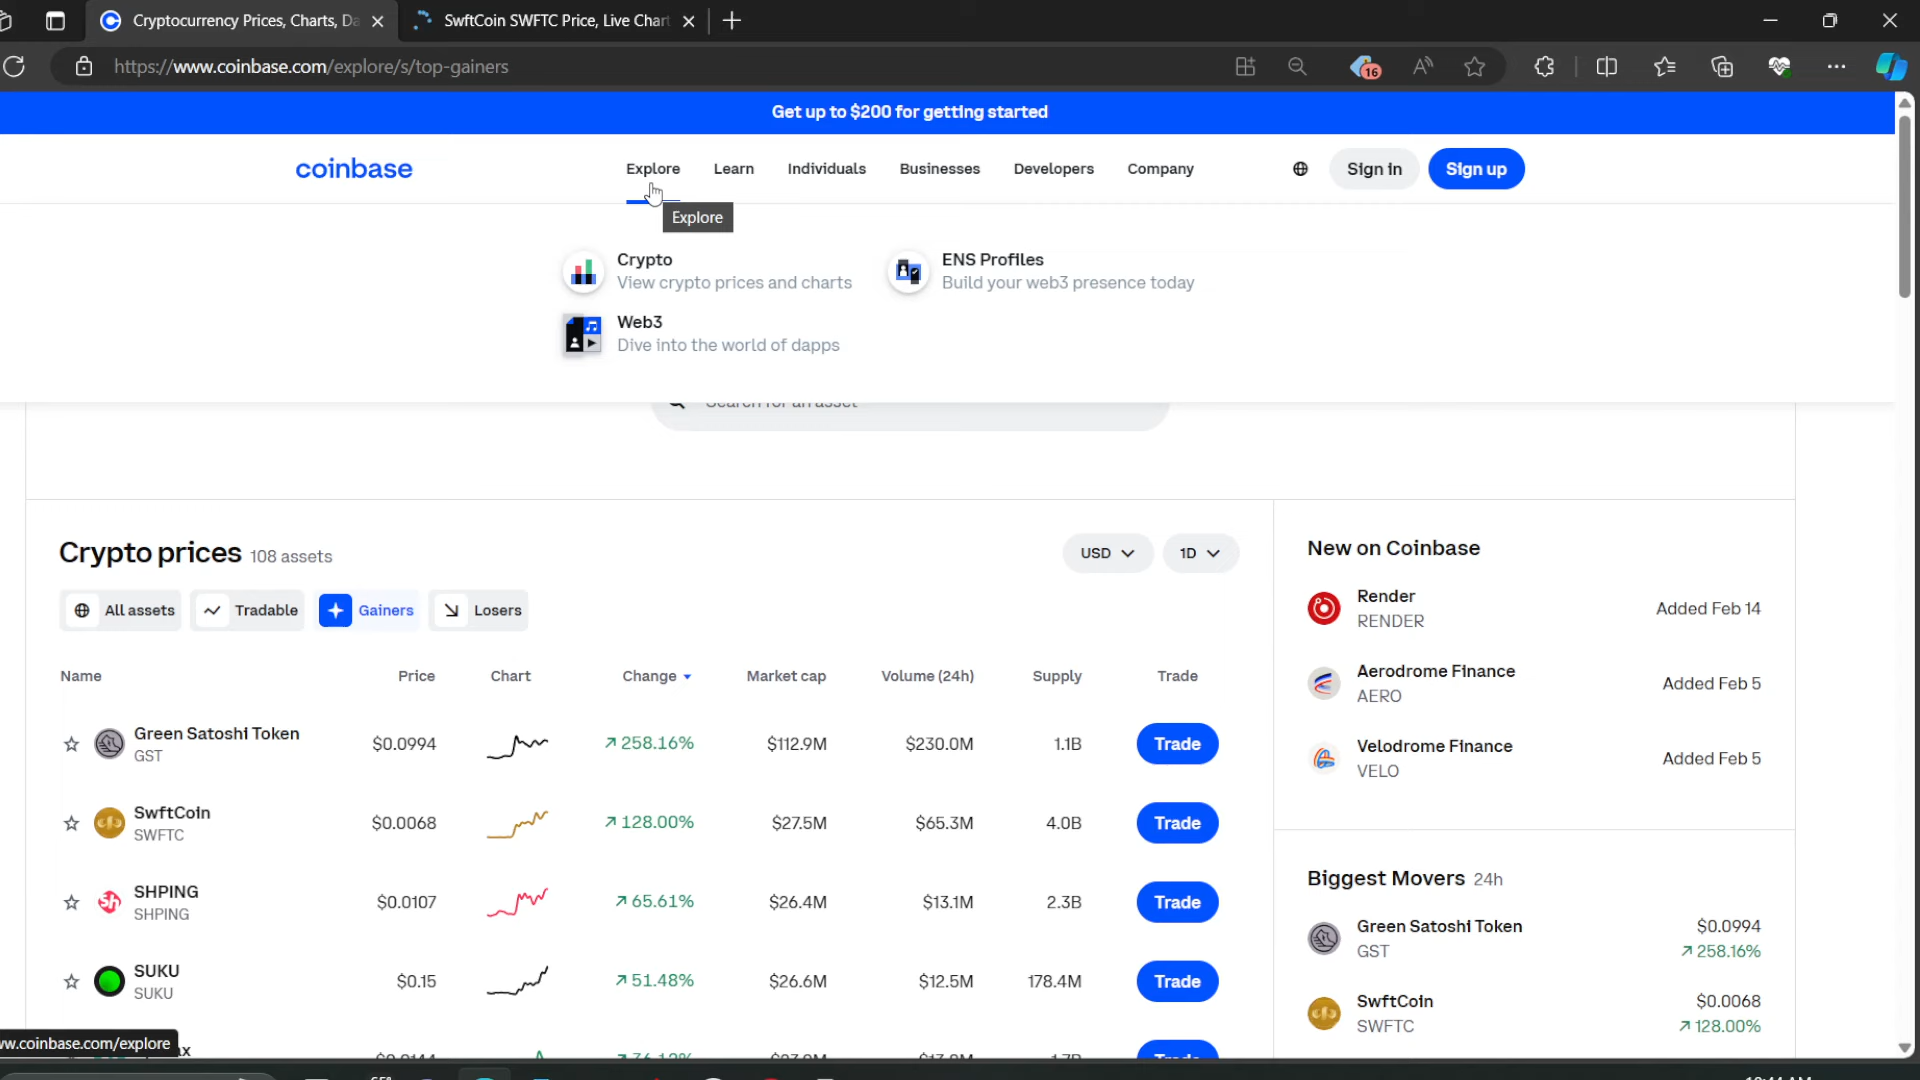 Cryptocurrency Prices, Charts, Da
SwftCoin SWFTC Price, Live Chart
https://www.coinbase.com/explore/s/top-gainers
16
Get up to $200 for getting started
coinbase
Explore
Learn
Individuals
Businesses
Developers
Company
Sign in
Sign up
Explore
Crypto
View crypto prices and charts
ENS Profiles
Build your web3 presence today
Web3
Dive into the world of dapps
Search for an asset
Crypto prices 108 assets
USD
1D
All assets
Tradable
Gainers
Losers
Name Price Chart Change Market cap Volume (24h) Supply Trade
Green Satoshi Token
GST
$0.0994 258.16% $112.9M $230.0M 1.1B Trade
SwftCoin
SWFTC
$0.0068 128.00% $27.5M $65.3M 4.0B Trade
SHPING
SHPING
$0.0107 65.61% $26.4M $13.1M 2.3B Trade
SUKU
SUKU
$0.15 51.48% $26.6M $12.5M 178.4M Trade
New on Coinbase
Render
RENDER
Added Feb 14
Aerodrome Finance
AERO
Added Feb 5
Velodrome Finance
VELO
Added Feb 5
Biggest Movers 24h
Green Satoshi Token
GST
$0.0994
258.16%
SwftCoin
SWFTC
$0.0068
128.00%
ww.coinbase.com/explore